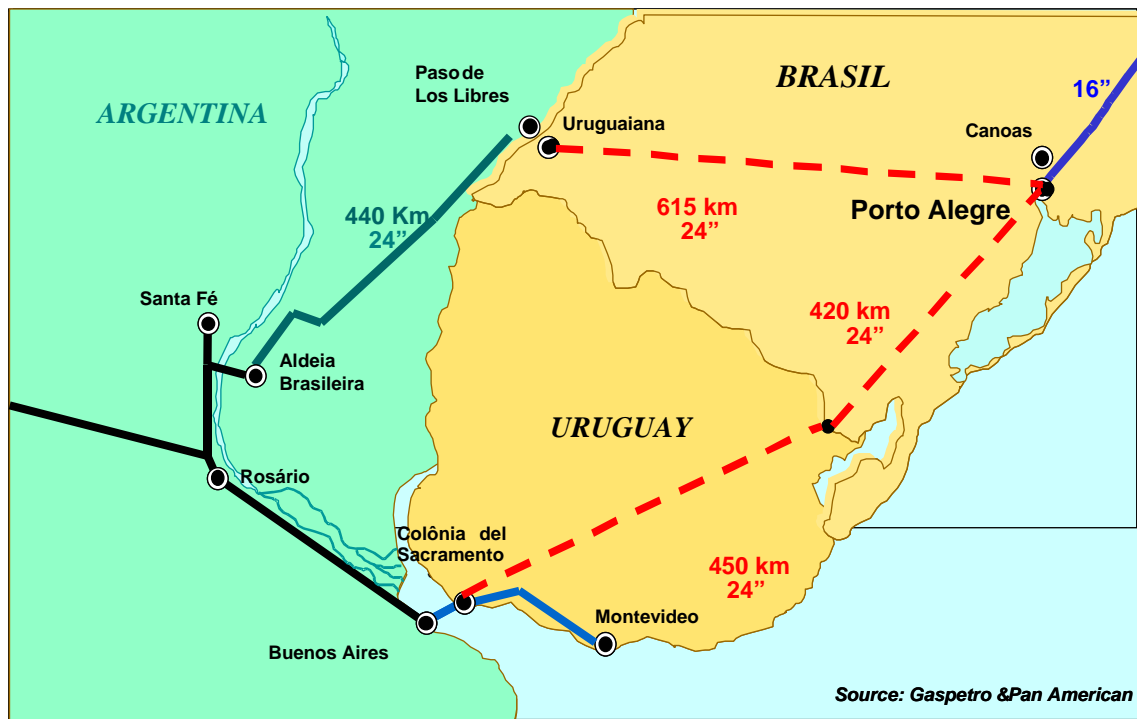 BRASIL
ARGENTINA
Paso de
Los Libres
Uruguaiana
16”
Canoas
Porto Alegre
440 Km
24”
615 km
24”
Santa Fé
420 km
24”
Aldeia
Brasileira
URUGUAY
Rosário
Colônia del
Sacramento
450 km
24”
Montevideo
Buenos Aires
Source: Gaspetro &Pan American